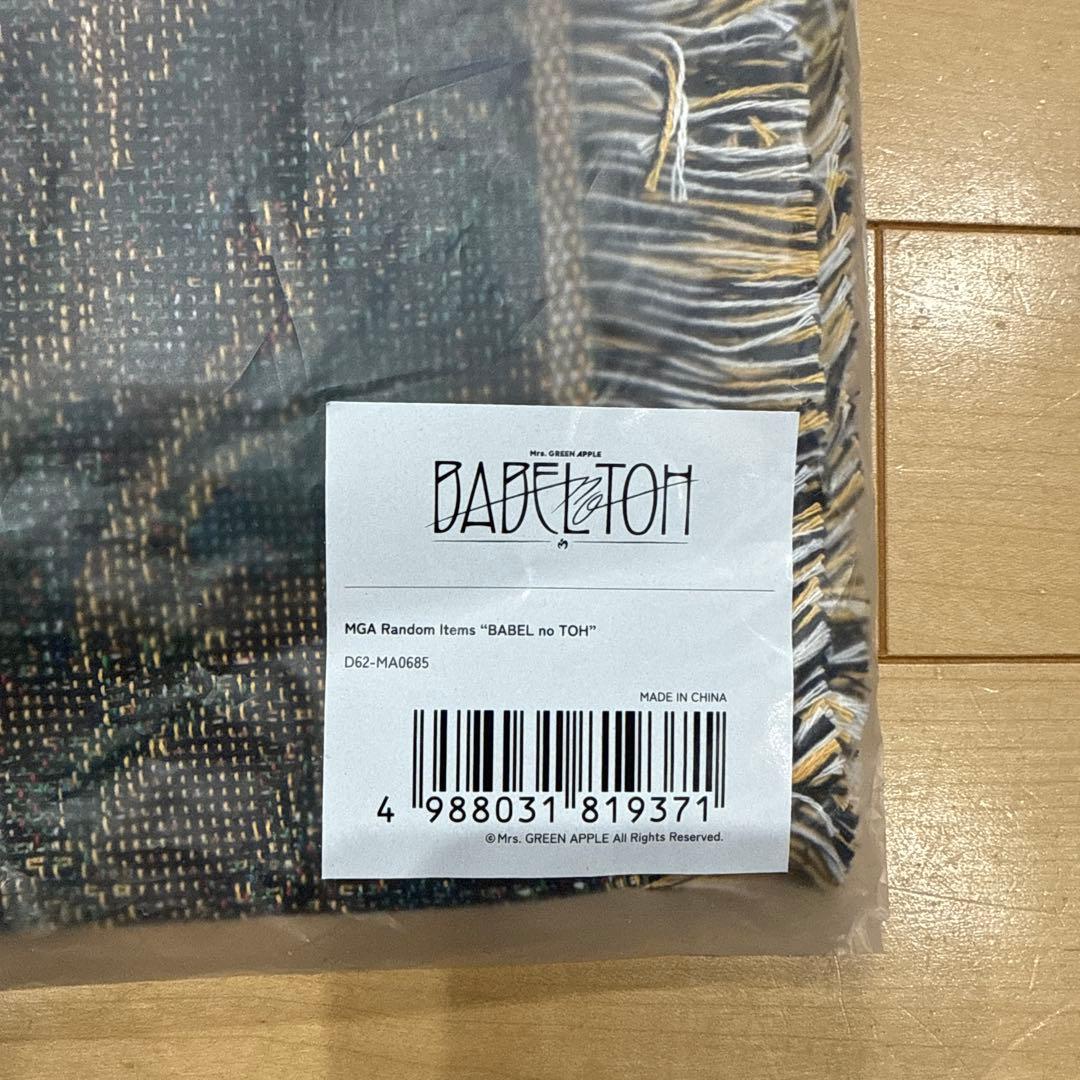 Mrs. GREEN APPLE
BABEL no TOH
MGA Random Items “BABEL no TOH”
D62-MA0685
MADE IN CHINA
4 988031 819371
©Mrs. GREEN APPLE All Rights Reserved.